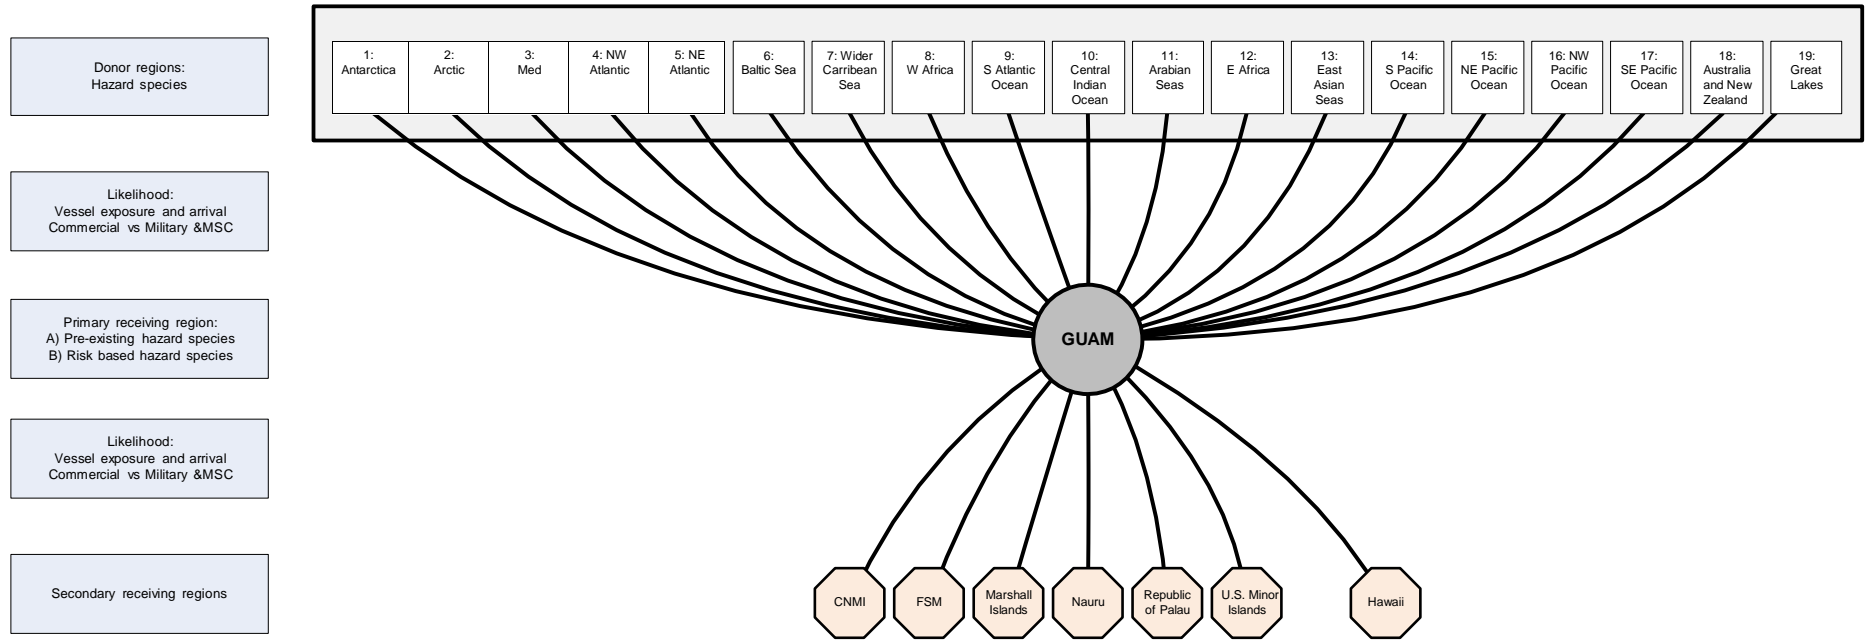 Donor regions:
Hazard species
1:
Antarctica
2:
Arctic
3:
Med
4: NW
Atlantic
5: NE
Atlantic
6:
Baltic Sea
7: Wider
Carribean
Sea
8:
W Africa
9:
S Atlantic
Ocean
10:
Central
Indian
Ocean
11:
Arabian
Seas
12:
E Africa
13:
East
Asian
Seas
14:
S Pacific
Ocean
15:
NE Pacific
Ocean
16: NW
Pacific
Ocean
17:
SE Pacific
Ocean
18:
Australia
and New
Zealand
19:
Great
Lakes
Likelihood:
Vessel exposure and arrival
Commercial vs Military &MSC
Primary receiving region:
A) Pre-existing hazard species
B) Risk based hazard species
GUAM
Likelihood:
Vessel exposure and arrival
Commercial vs Military &MSC
Secondary receiving regions
CNMI
FSM
Marshall
Islands
Nauru
Republic
of Palau
U.S. Minor
Islands
Hawaii